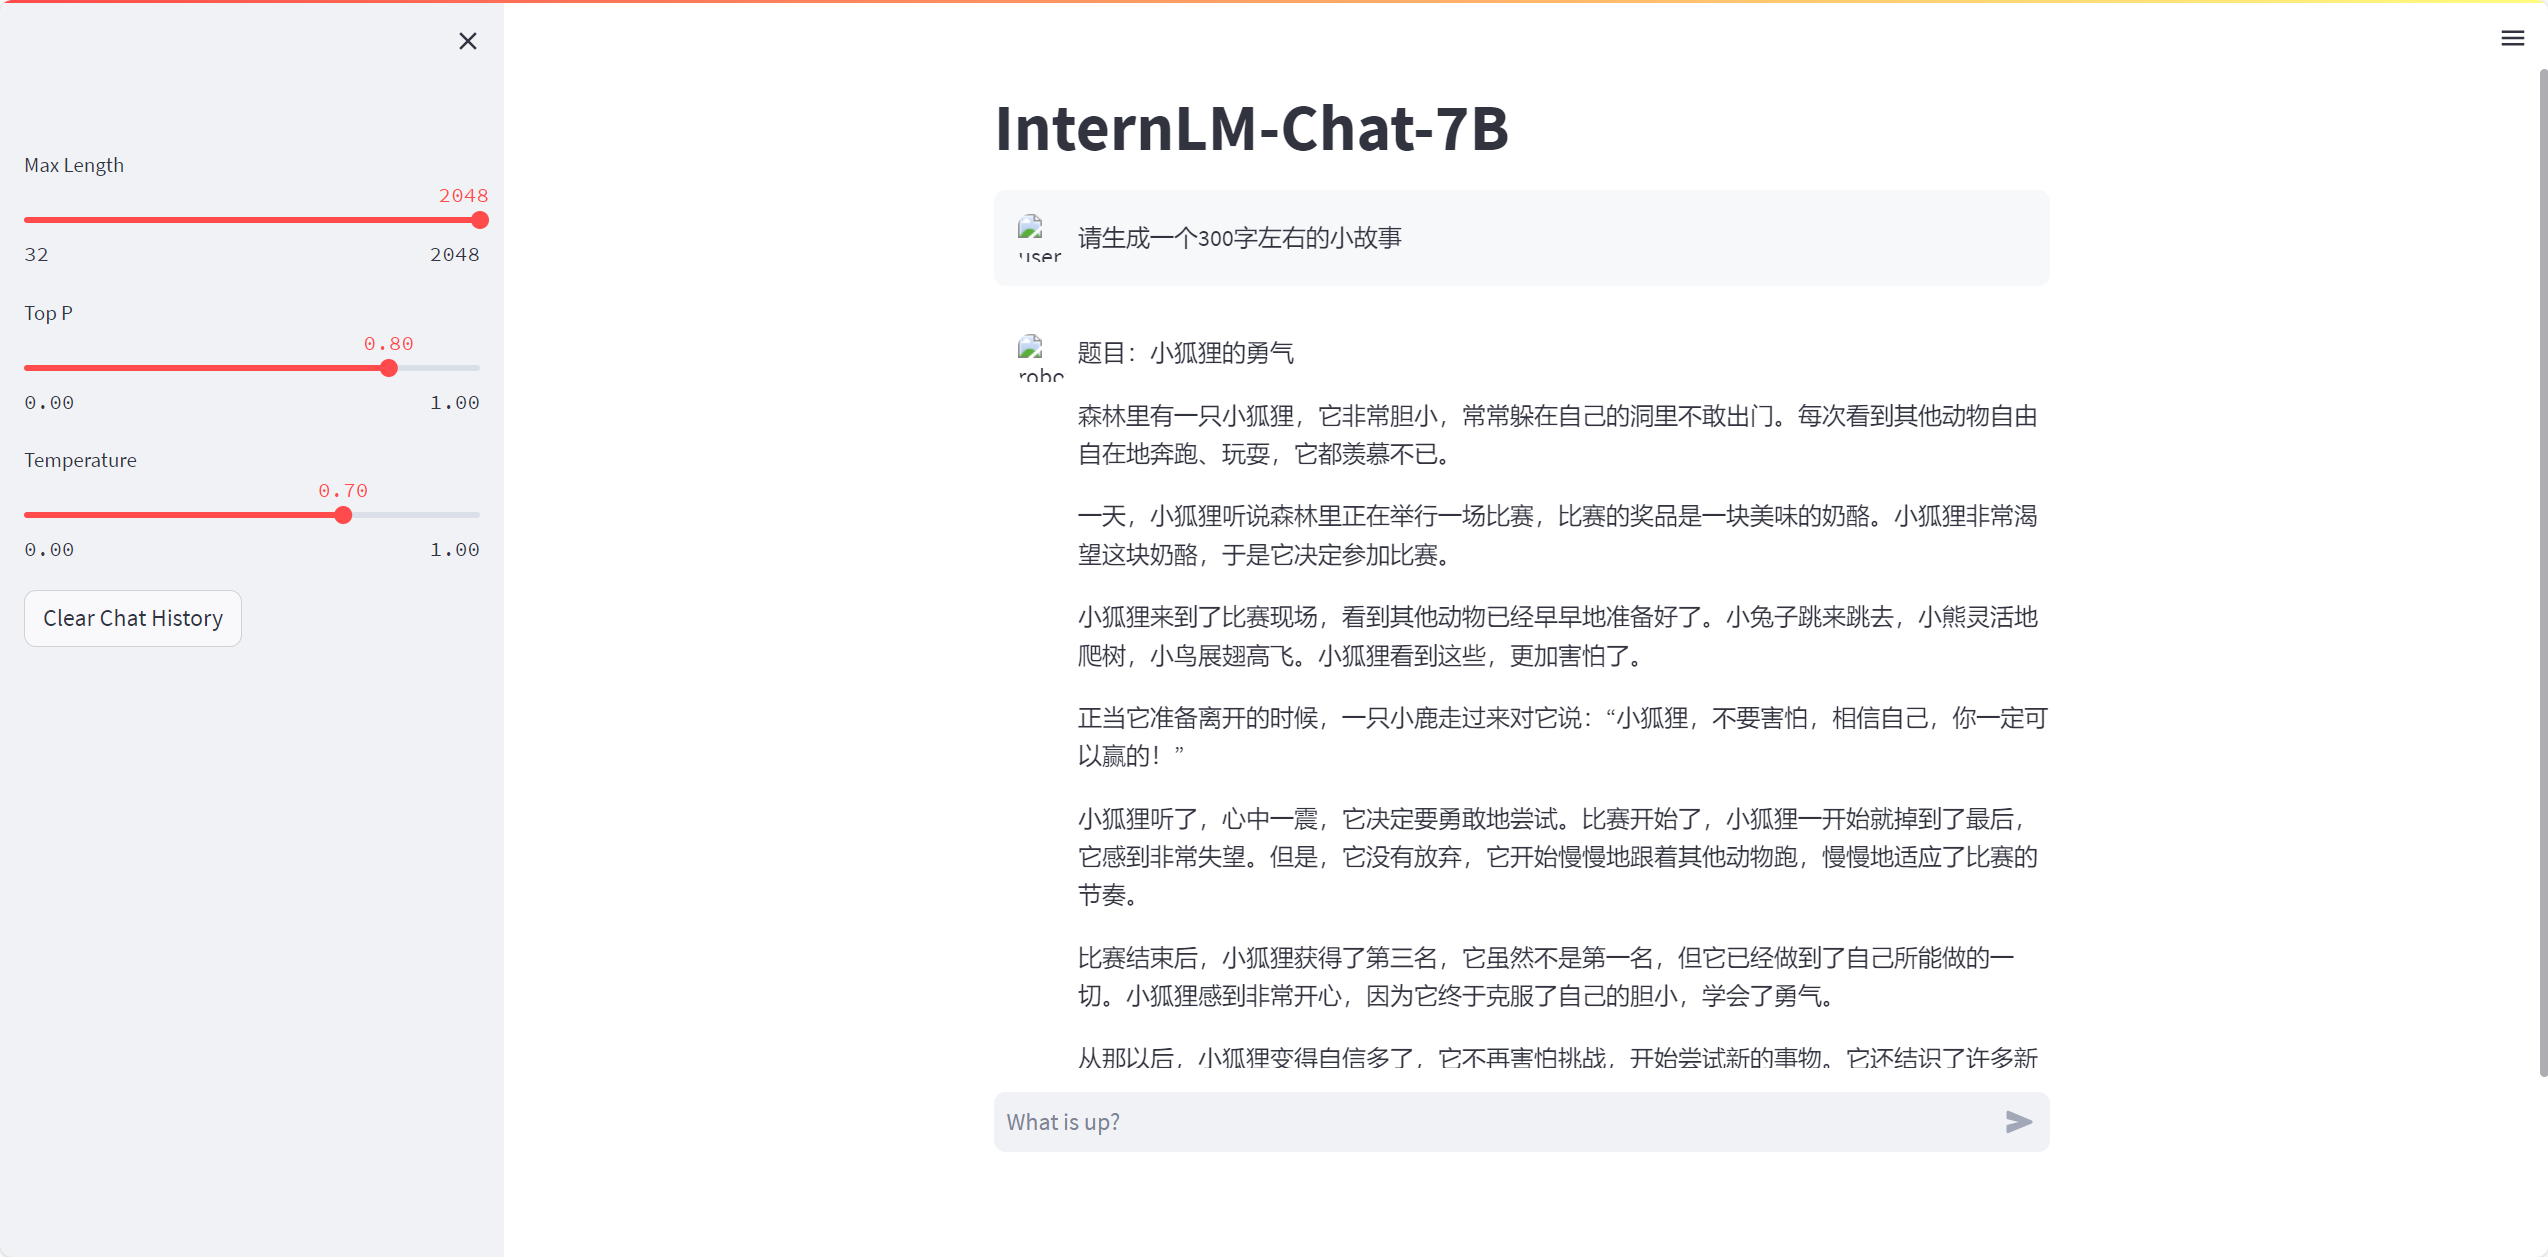 Max Length
2048
32 2048
Top P
0.80
0.00 1.00
Temperature
0.70
0.00 1.00
Clear Chat History
InternLM-Chat-7B
user
请生成一个300字左右的小故事
robo
题目：小狐狸的勇气
森林里有一只小狐狸，它非常胆小，常常躲在自己的洞里不敢出门。每次看到其他动物自由
自在地奔跑、玩耍，它都羡慕不已。
一天，小狐狸听说森林里正在举行一场比赛，比赛的奖品是一块美味的奶酪。小狐狸非常渴
望这块奶酪，于是它决定参加比赛。
小狐狸来到了比赛现场，看到其他动物已经早早地准备好了。小兔子跳来跳去，小熊灵活地
爬树，小鸟展翅高飞。小狐狸看到这些，更加害怕了。
正当它准备离开的时候，一只小鹿走过来对它说：“小狐狸，不要害怕，相信自己，你一定可
以赢的！”
小狐狸听了，心中一震，它决定要勇敢地尝试。比赛开始了，小狐狸一开始就掉到了最后，
它感到非常失望。但是，它没有放弃，它开始慢慢地跟着其他动物跑，慢慢地适应了比赛的
节奏。
比赛结束后，小狐狸获得了第三名，它虽然不是第一名，但它已经做到了自己所能做的一
切。小狐狸感到非常开心，因为它终于克服了自己的胆小，学会了勇气。
从那以后，小狐狸变得自信多了，它不再害怕挑战，开始尝试新的事物。它还结识了许多新
What is up?